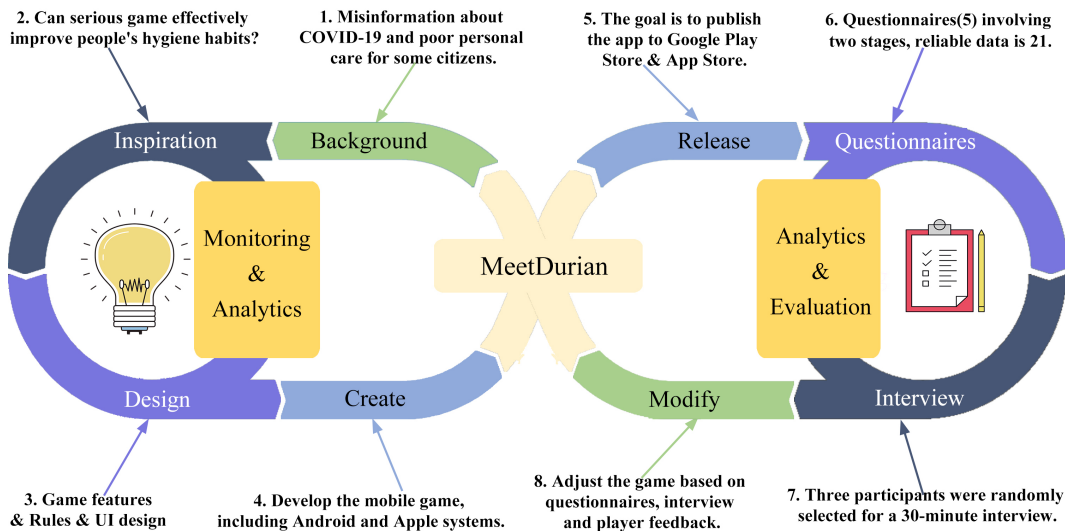 2. Can serious game effectively
improve people's hygiene habits?
1. Misinformation about
COVID-19 and poor personal
care for some citizens.
5. The goal is to publish
the app to Google Play
Store & App Store.
6. Questionnaires(5) involving
two stages, reliable data is 21.
Inspiration
Background
Release
Questionnaires
Monitoring
&
Analytics
MeetDurian
Analytics
&
Evaluation
Design
Create
Modify
Interview
3. Game features
& Rules & UI design
4. Develop the mobile game,
including Android and Apple systems.
8. Adjust the game based on
questionnaires, interview
and player feedback.
7. Three participants were randomly
selected for a 30-minute interview.